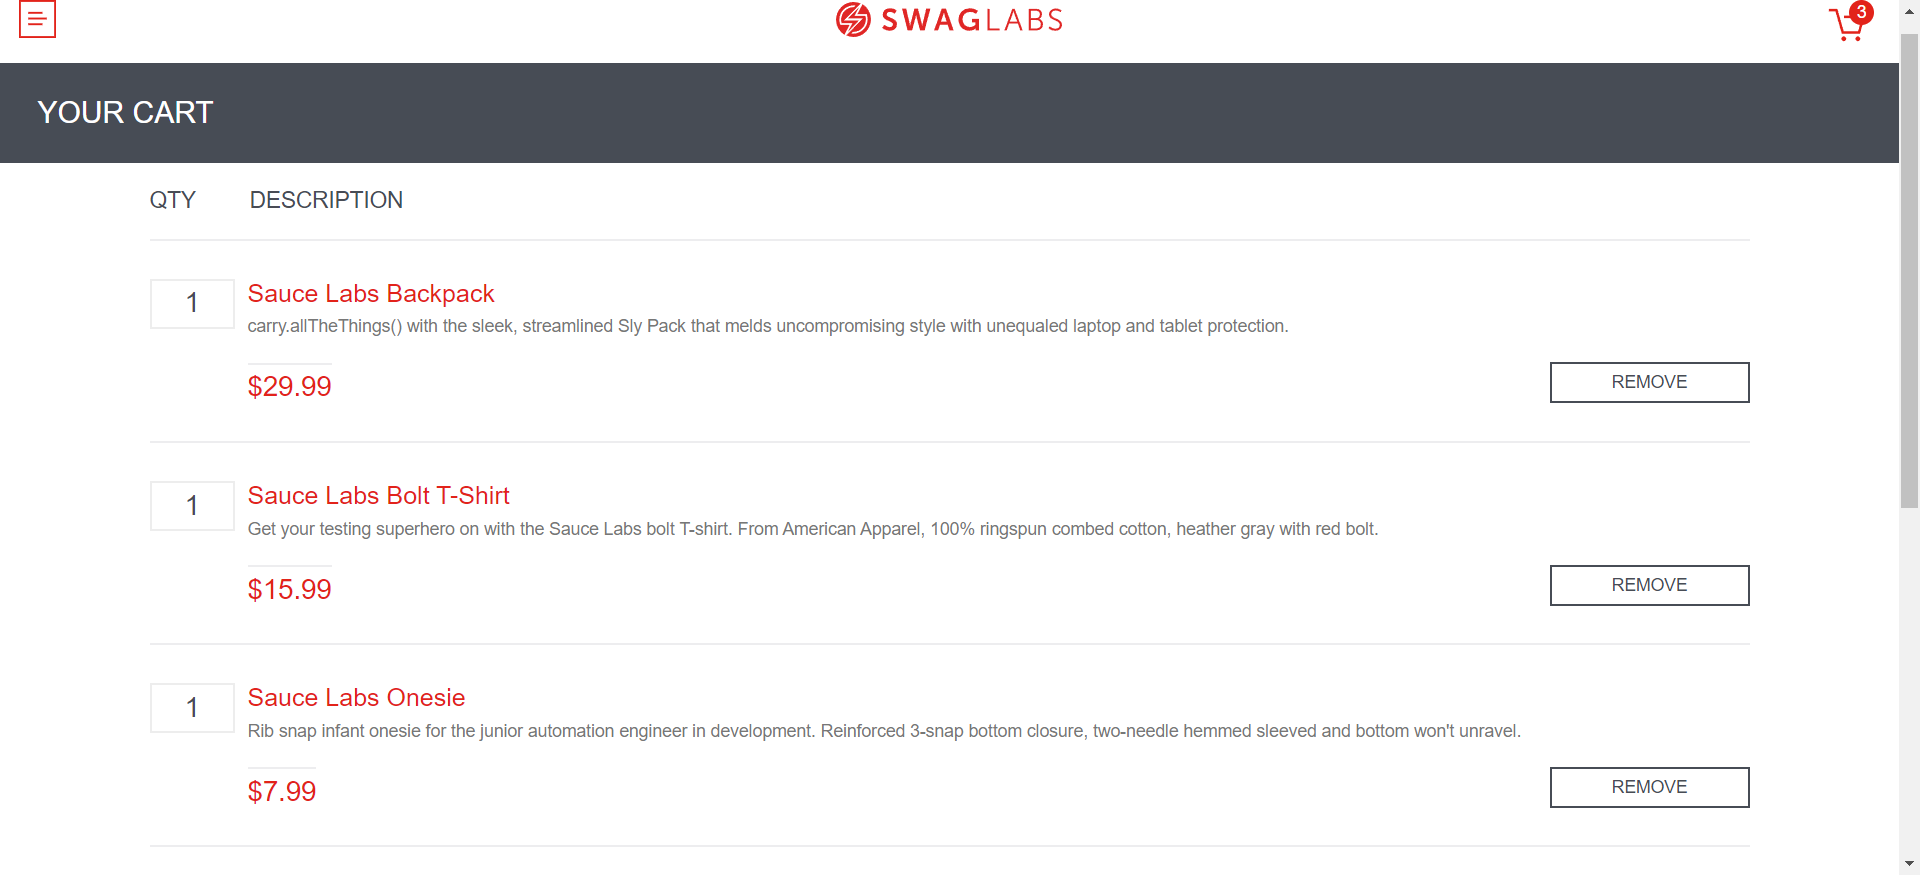 SWAGLABS
3
YOUR CART
QTY DESCRIPTION
1 Sauce Labs Backpack
carry.allTheThings() with the sleek, streamlined Sly Pack that melds uncompromising style with unequaled laptop and tablet protection.
$29.99 REMOVE
1 Sauce Labs Bolt T-Shirt
Get your testing superhero on with the Sauce Labs bolt T-shirt. From American Apparel, 100% ringspun combed cotton, heather gray with red bolt.
$15.99 REMOVE
1 Sauce Labs Onesie
Rib snap infant onesie for the junior automation engineer in development. Reinforced 3-snap bottom closure, two-needle hemmed sleeved and bottom won't unravel.
$7.99 REMOVE